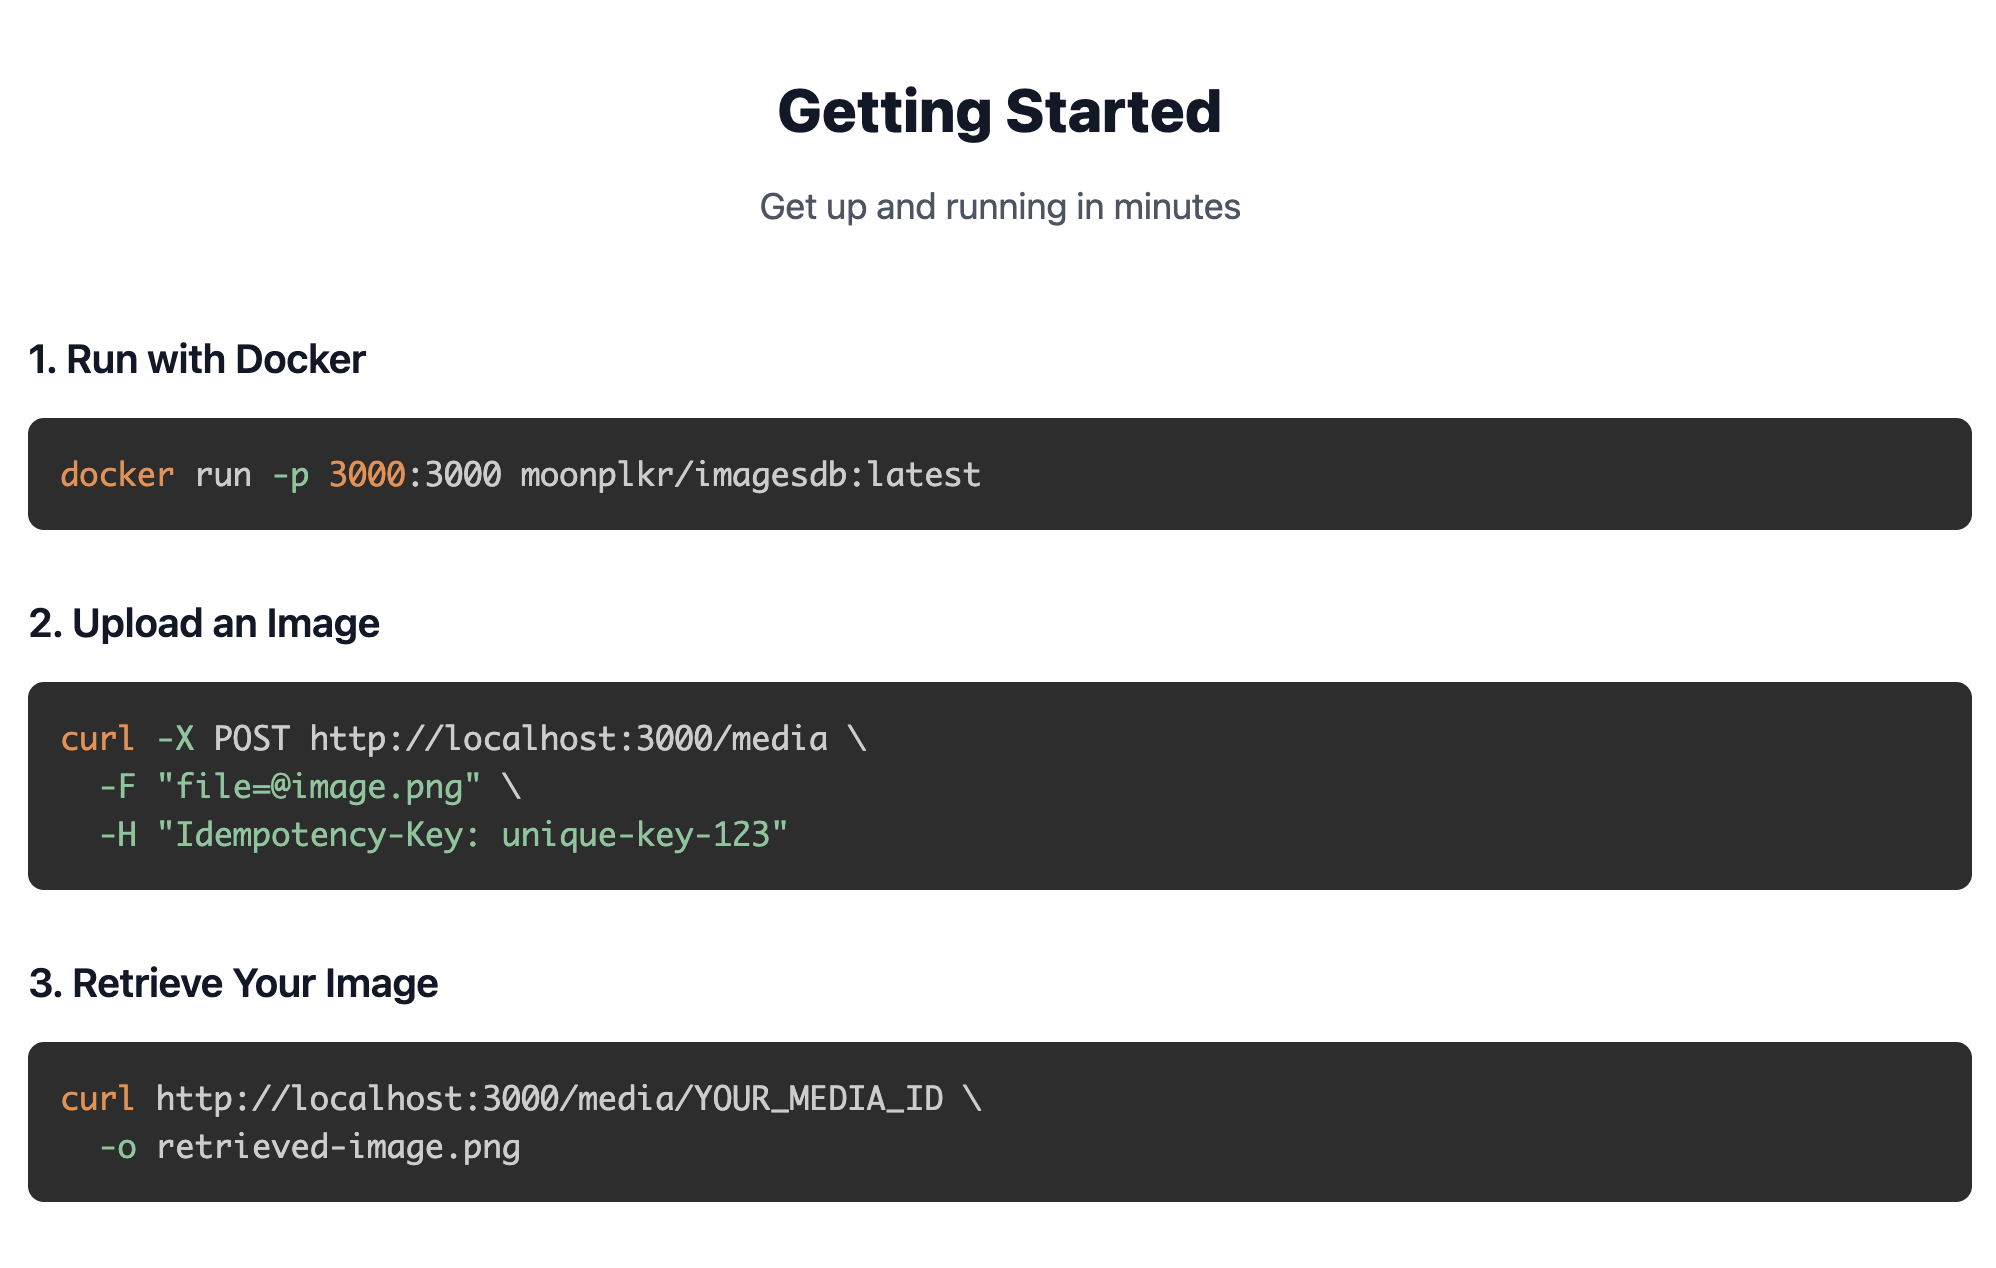 Getting Started
Get up and running in minutes
1. Run with Docker
docker run -p 3000:3000 moonplkr/imagesdb:latest
2. Upload an Image
curl -X POST http://localhost:3000/media \
  -F "file=@image.png" \
  -H "Idempotency-Key: unique-key-123"
3. Retrieve Your Image
curl http://localhost:3000/media/YOUR_MEDIA_ID \
  -o retrieved-image.png